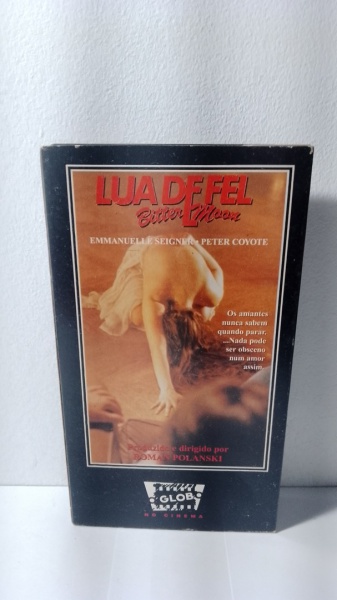 LUA DE FEL
Bitter Moon
EMMANUELLE SEIGNER • PETER COYOTE
Os amantes
nunca sabem
quando parar.
...Nada pode
ser obsceno
num amor
assim.
e dirigido por
ROMAN POLANSKI
GLOBO